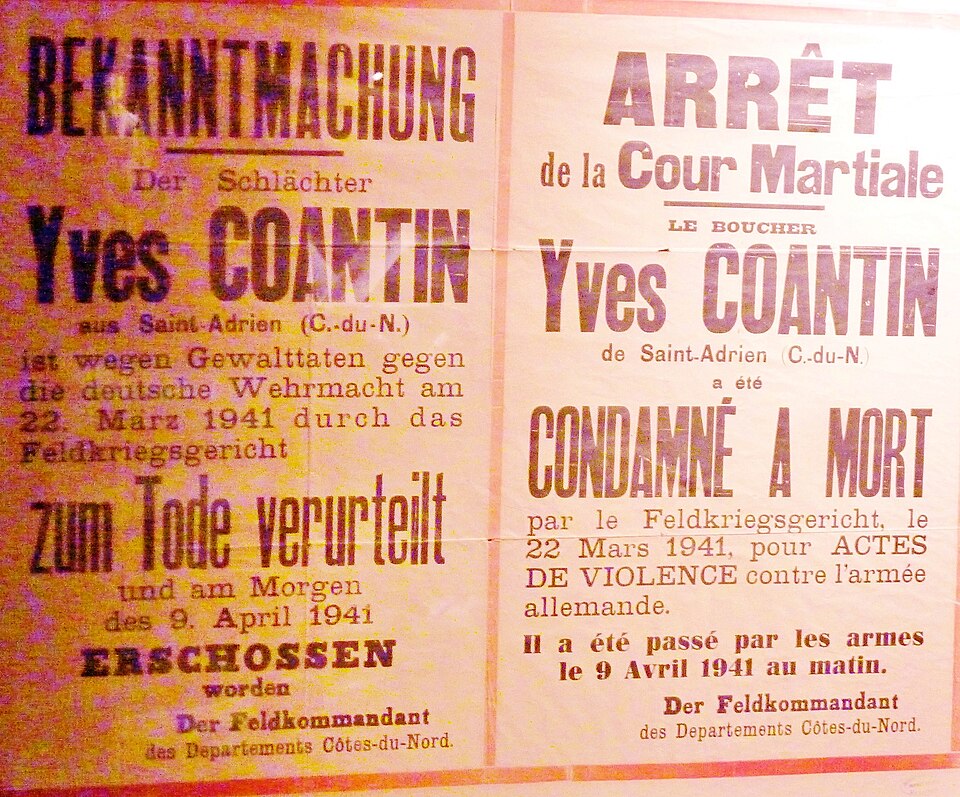 BEKANNTMACHUNG
Der Schlächter
Yves COANTIN
aus Saint-Adrien (C.-du-N.)
ist wegen Gewalttaten gegen
die deutsche Wehrmacht am
22. März 1941 durch das
Feldkriegsgericht
zum Tode verurteilt
und am Morgen
des 9. April 1941
ERSCHOSSEN
worden
Der Feldkommandant
des Departements Côtes-du-Nord.
ARRÊT
de la Cour Martiale
LE BOUCHER
Yves COANTIN
de Saint-Adrien (C.-du-N.)
a été
CONDAMNÉ A MORT
par le Feldkriegsgericht, le
22 Mars 1941, pour ACTES
DE VIOLENCE contre l'armée
allemande.
Il a été passé par les armes
le 9 Avril 1941 au matin.
Der Feldkommandant
des Departements Côtes-du-Nord.